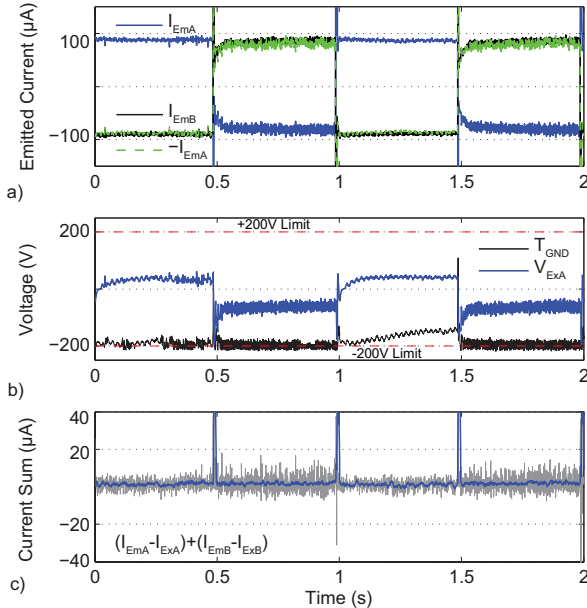 Emitted Current (µA)
100
−100
I_EmA
I_EmB
−I_EmA
a)
0 0.5 1 1.5 2
Voltage (V)
200
−200
+200V Limit
T_GND
V_ExA
-200V Limit
b)
0 0.5 1 1.5 2
Current Sum (µA)
40
20
0
−20
−40
(I_EmA-I_ExA)+(I_EmB-I_ExB)
c)
0 0.5 1 1.5 2
Time (s)